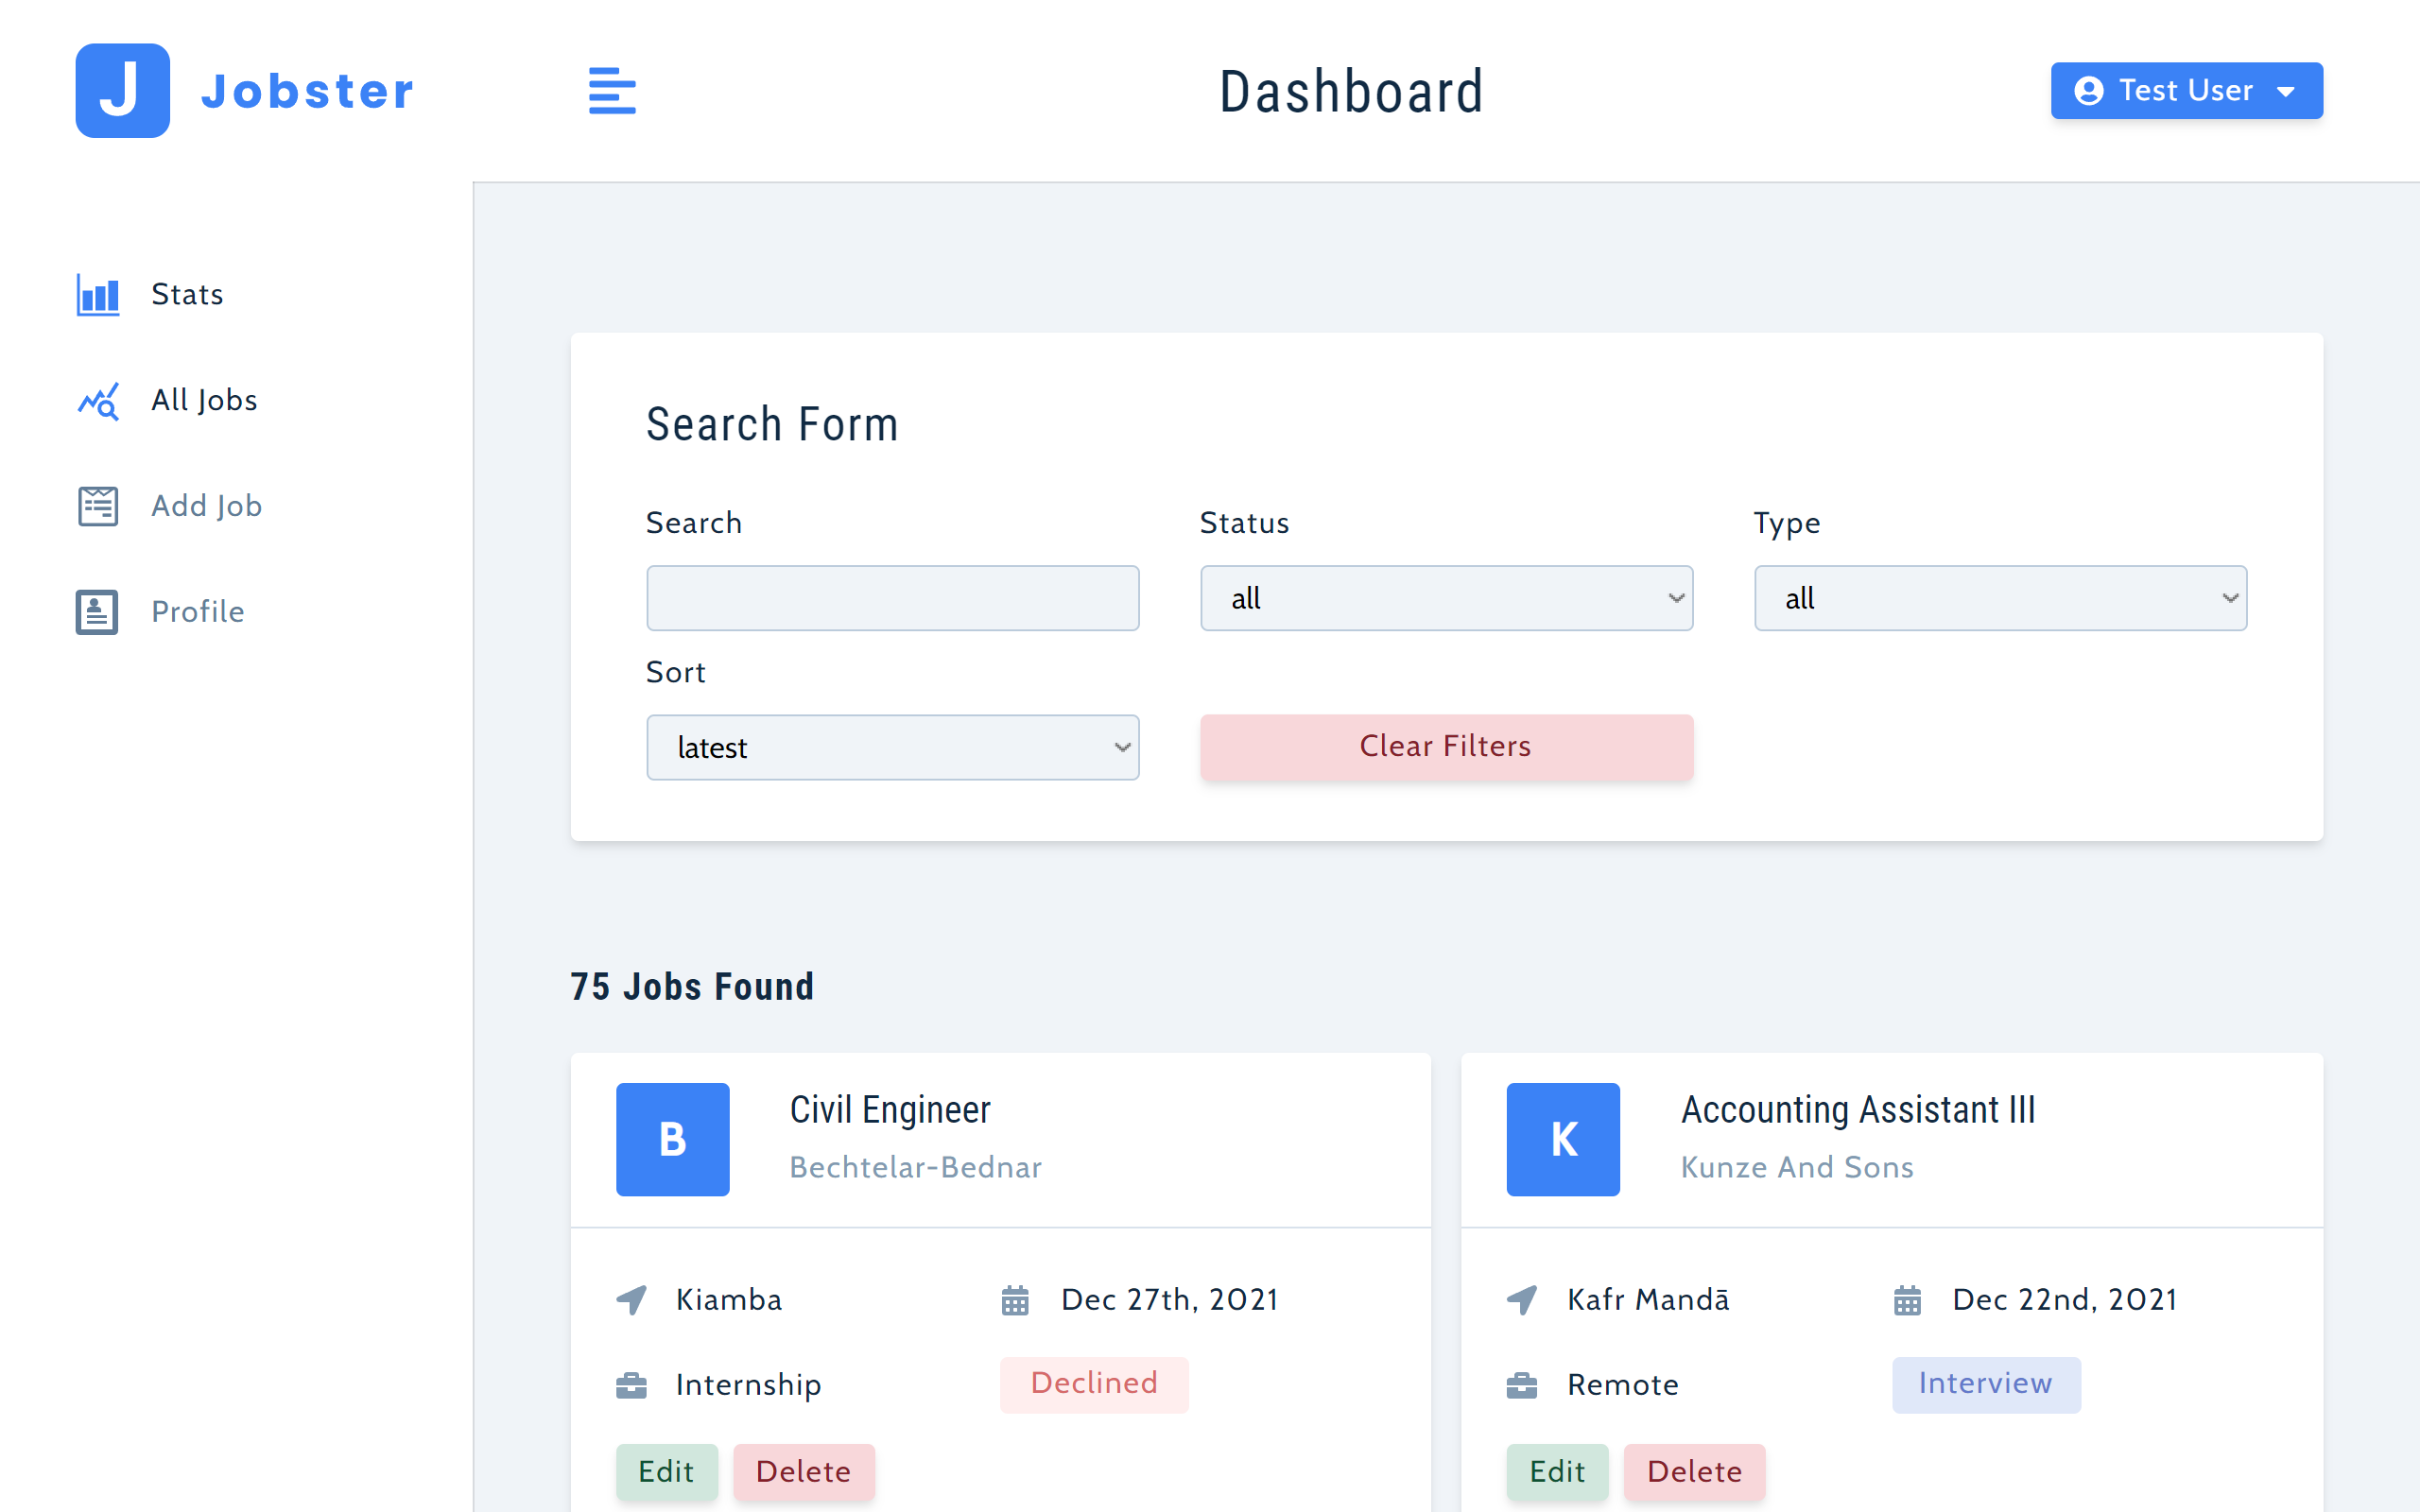 J Jobster
Dashboard
Test User
Stats
All Jobs
Add Job
Profile
Search Form
Search
Status
Type
all
all
Sort
latest
Clear Filters
75 Jobs Found
B
Civil Engineer
Bechtelar-Bednar
Kiamba
Dec 27th, 2021
Internship
Declined
Edit
Delete
K
Accounting Assistant III
Kunze And Sons
Kafr Mandā
Dec 22nd, 2021
Remote
Interview
Edit
Delete